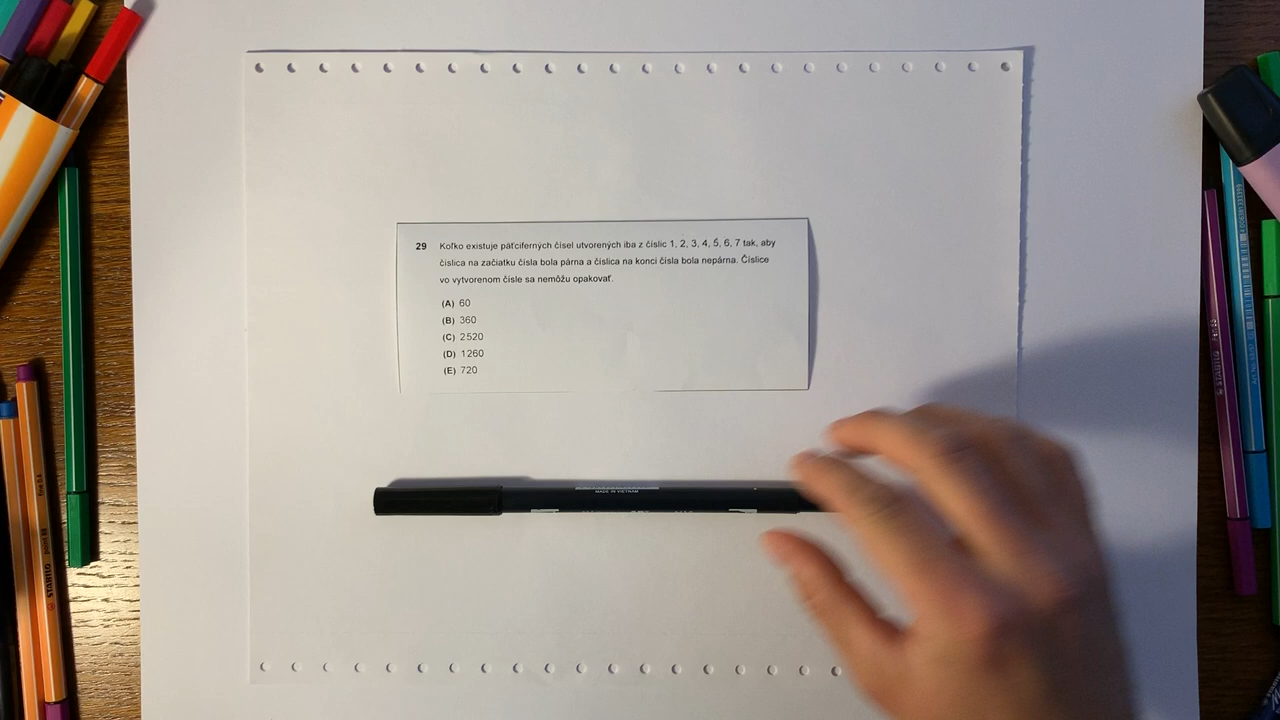 29 Koľko existuje päťciferných čísel utvorených iba z číslic 1, 2, 3, 4, 5, 6, 7 tak, aby
číslica na začiatku čísla bola párna a číslica na konci čísla bola nepárna. Číslice
vo vytvorenom čísle sa nemôžu opakovať.
(A) 60
(B) 360
(C) 2520
(D) 1260
(E) 720
MADE IN VIETNAM
STABILO
STABILO